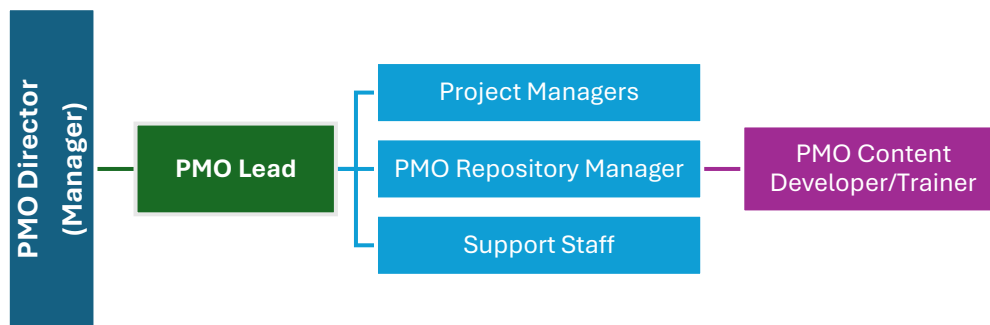 PMO Director
(Manager)
PMO Lead
Project Managers
PMO Repository Manager
Support Staff
PMO Content
Developer/Trainer